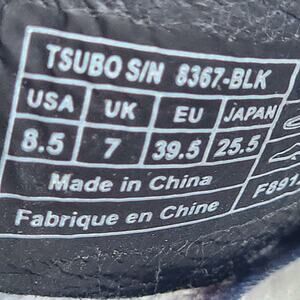 TSUBO S/N 8367-BLK
USA UK EU JAPAN
8.5 7 39.5 25.5
Made in China
Fabrique en Chine